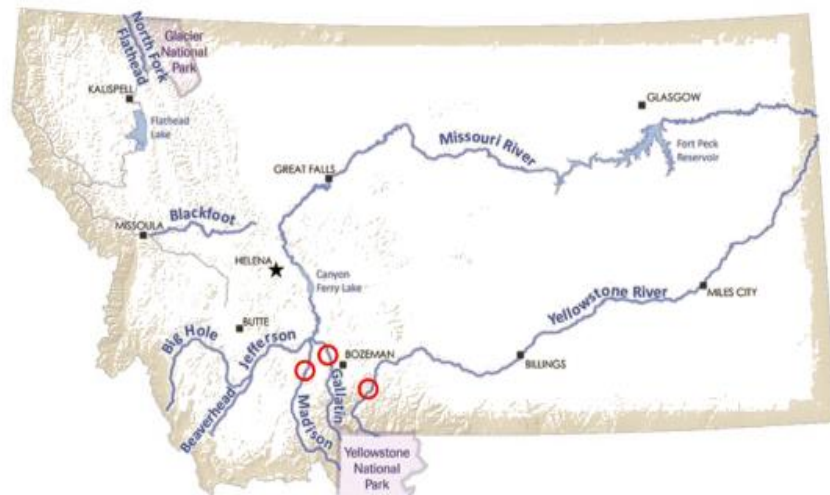 North Fork
Flathead
Glacier
National
Park
KALISPELL
Flathead
Lake
GLASGOW
Missouri River
Fort Peck
Reservoir
GREAT FALLS
Blackfoot
MISSOULA
HELENA
Canyon
Ferry Lake
MILES CITY
Yellowstone River
BUTTE
Big Hole
Jefferson
BOZEMAN
BILLINGS
Beaverhead
Madison
Gallatin
Yellowstone
National
Park